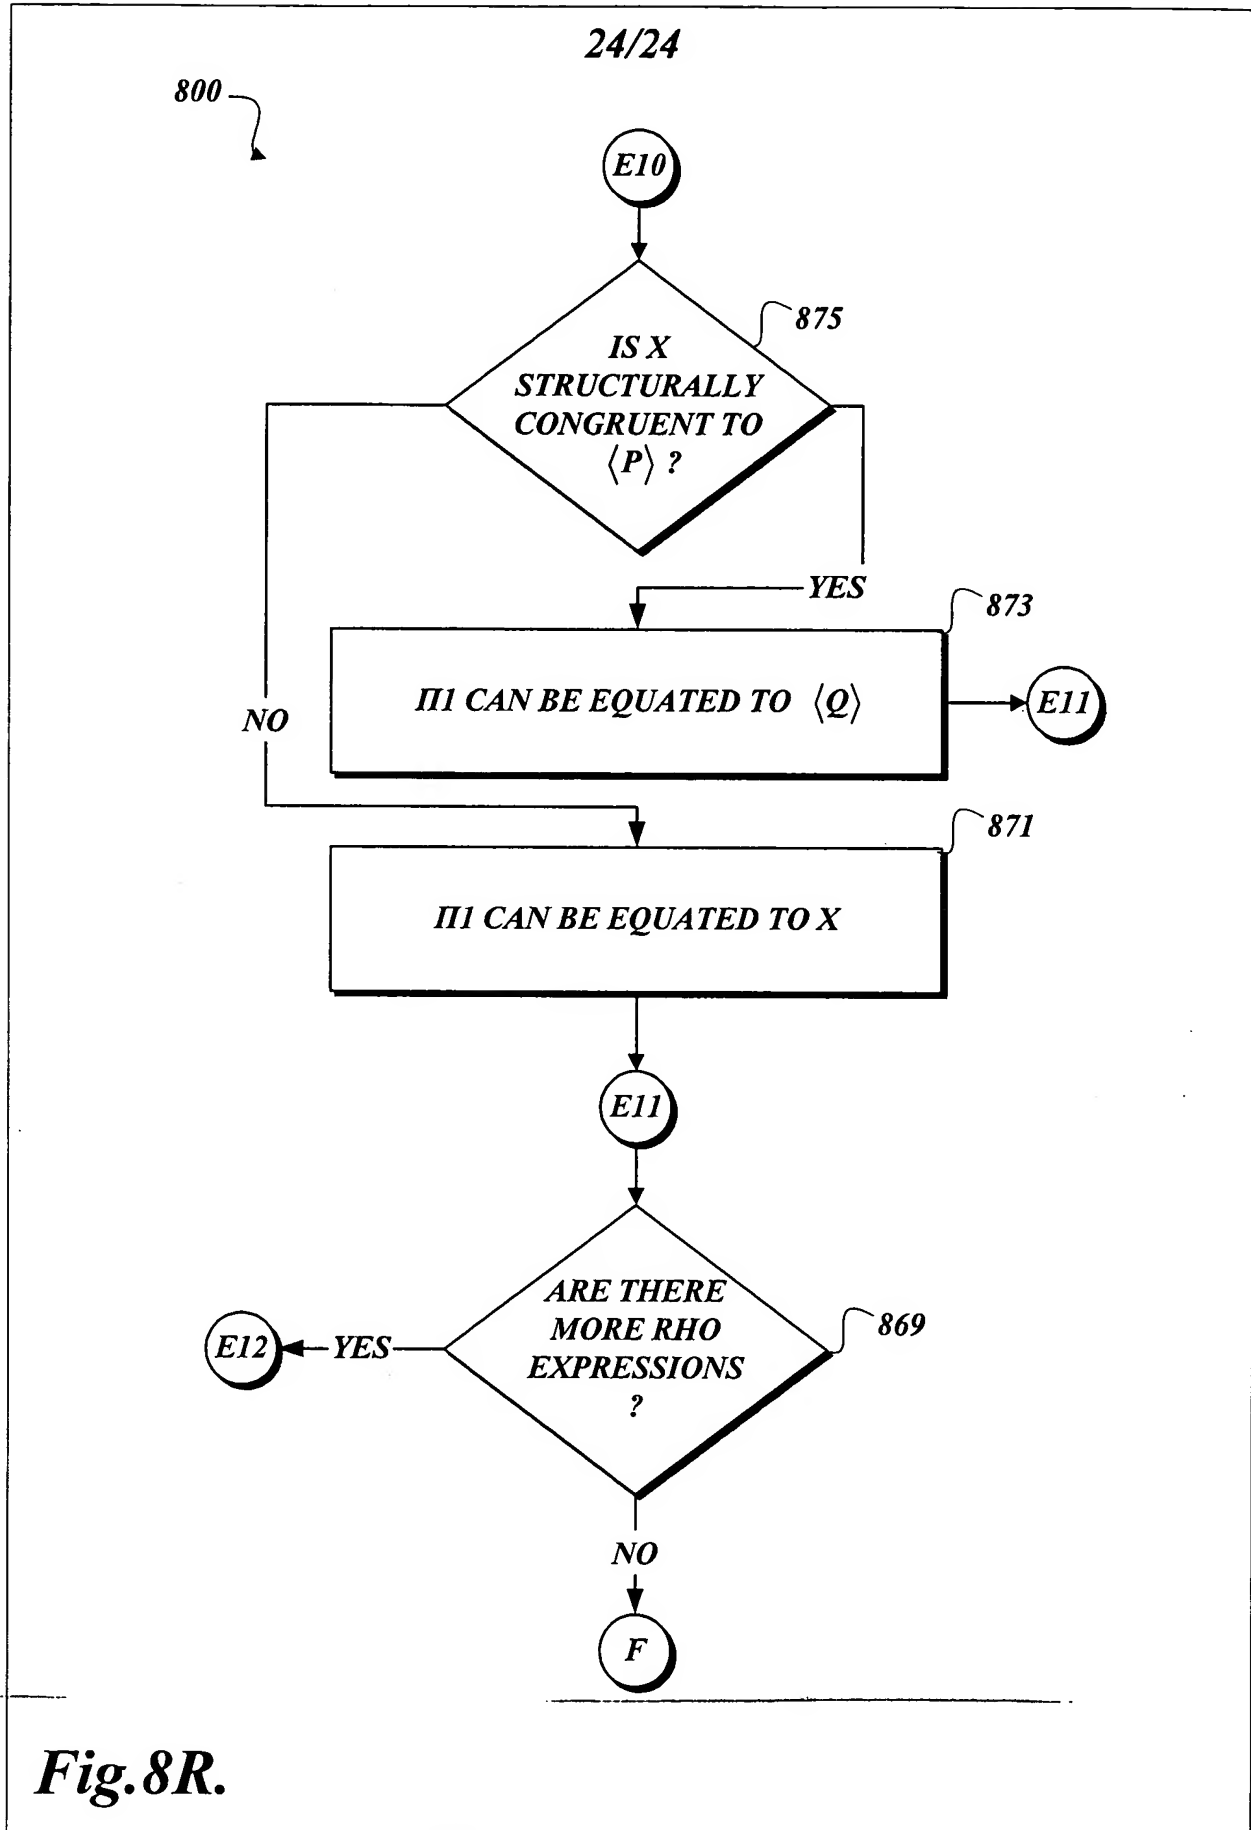 24/24
800
E10
875
IS X
STRUCTURALLY
CONGRUENT TO
⟨P⟩ ?
YES
873
Π1 CAN BE EQUATED TO ⟨Q⟩
E11
NO
871
Π1 CAN BE EQUATED TO X
E11
ARE THERE
MORE RHO
EXPRESSIONS
?
869
YES
E12
NO
F
Fig.8R.